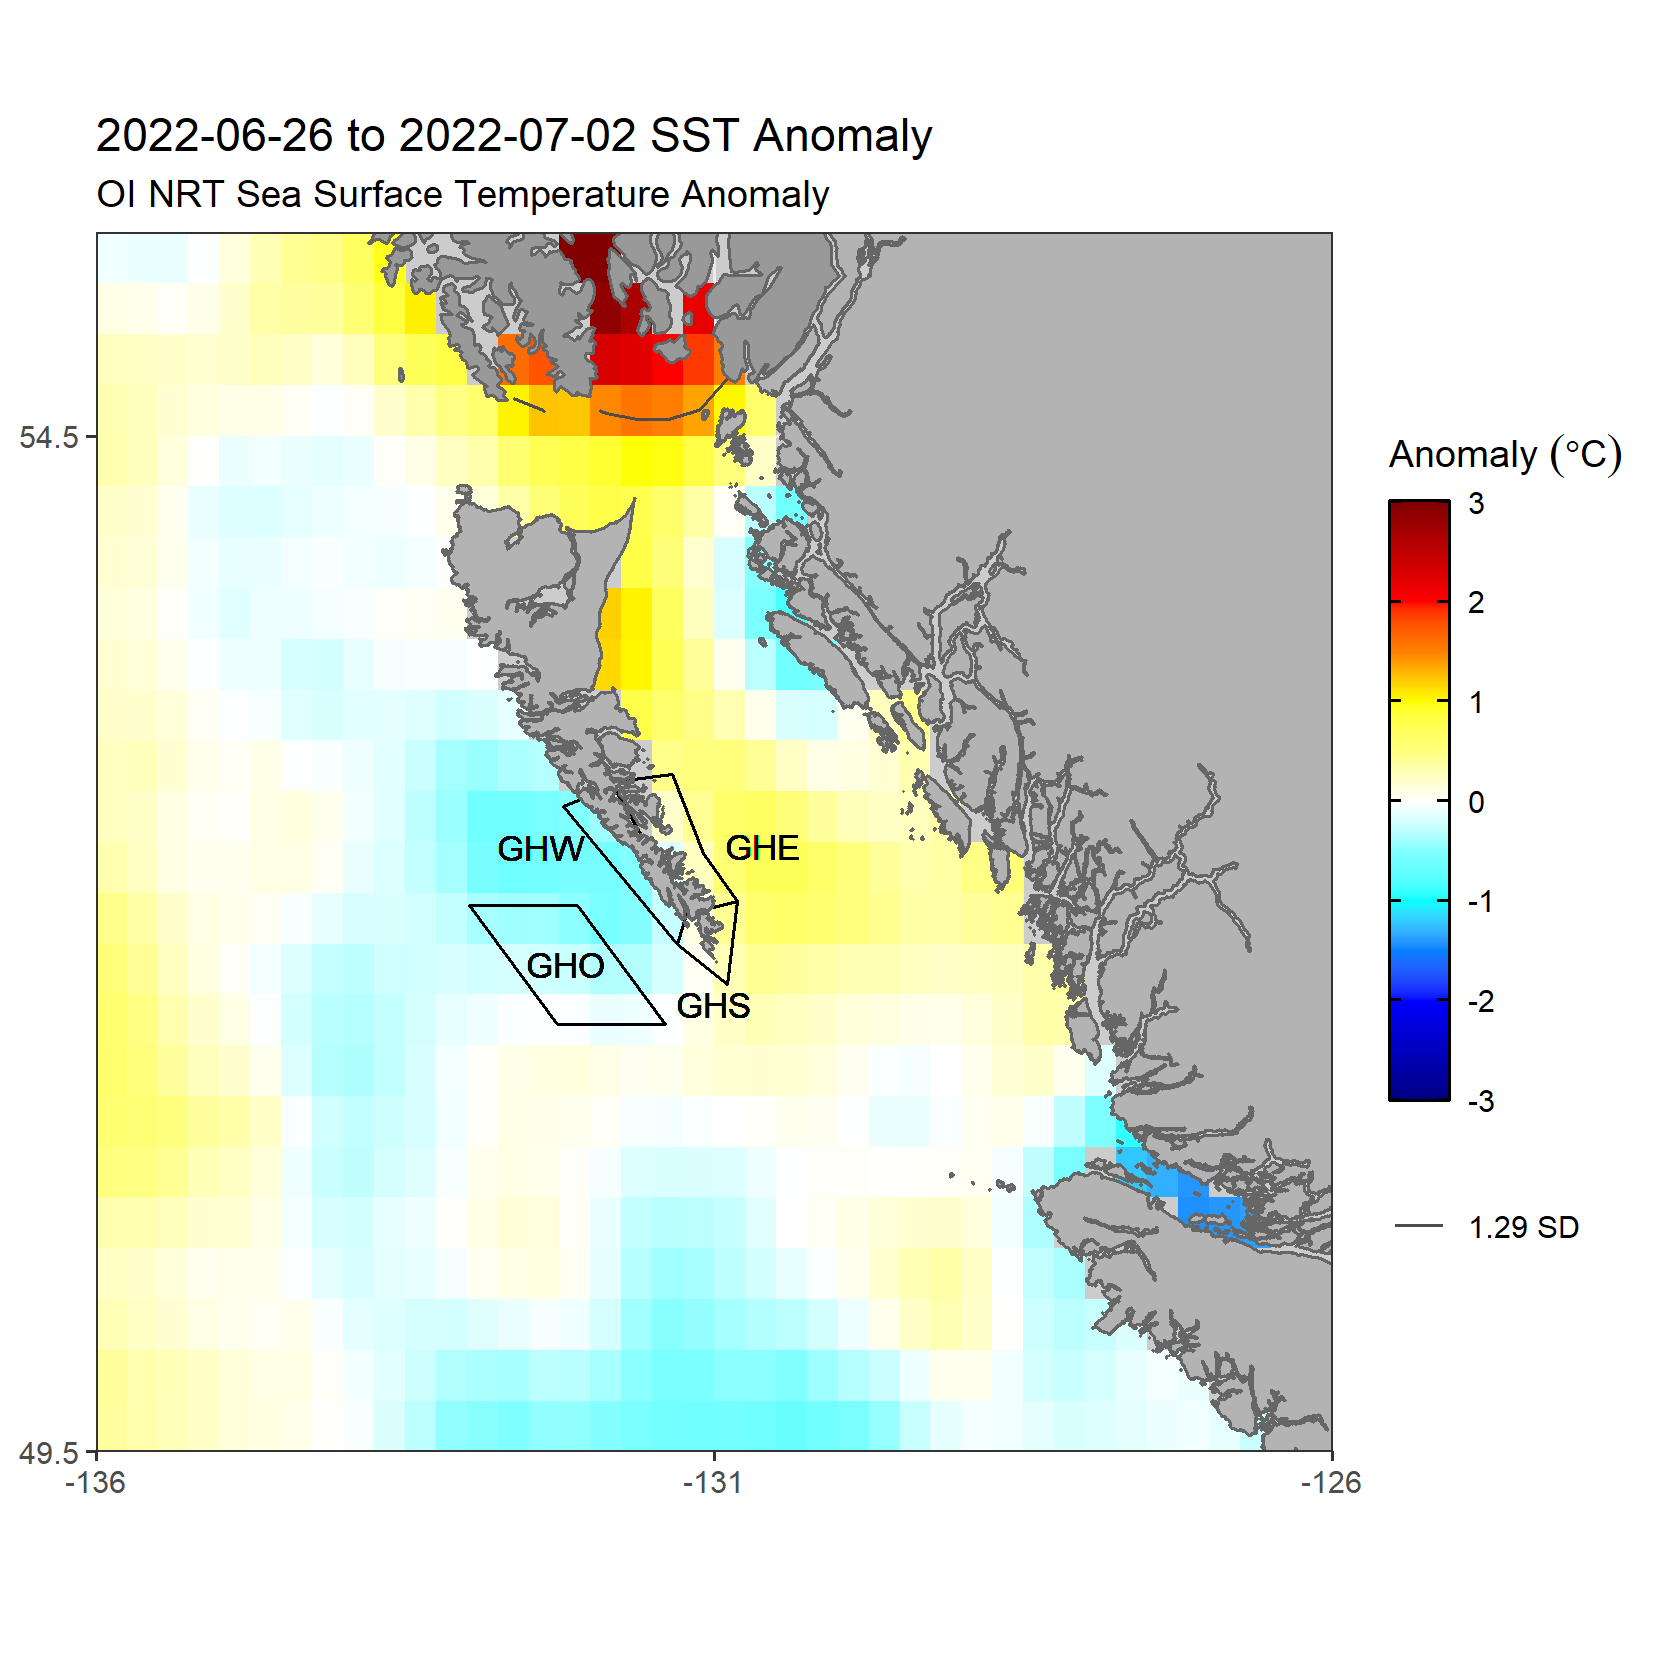 2022-06-26 to 2022-07-02 SST Anomaly
OI NRT Sea Surface Temperature Anomaly
54.5
49.5
-136
-131
-126
GHW
GHE
GHO
GHS
Anomaly (°C)
3
2
1
0
-1
-2
-3
1.29 SD